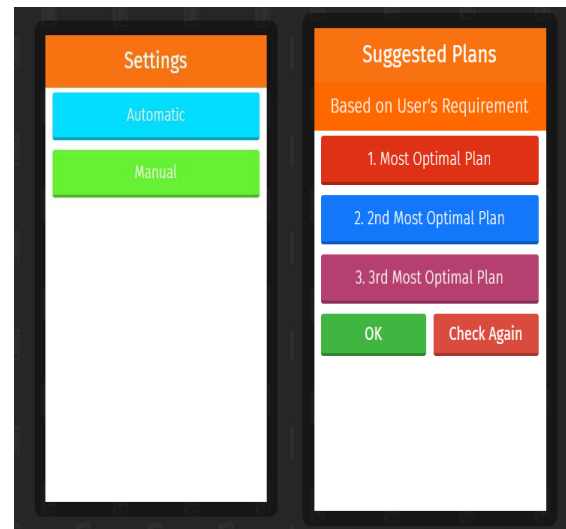 Settings
Automatic
Manual
Suggested Plans
Based on User's Requirement
1. Most Optimal Plan
2. 2nd Most Optimal Plan
3. 3rd Most Optimal Plan
OK
Check Again